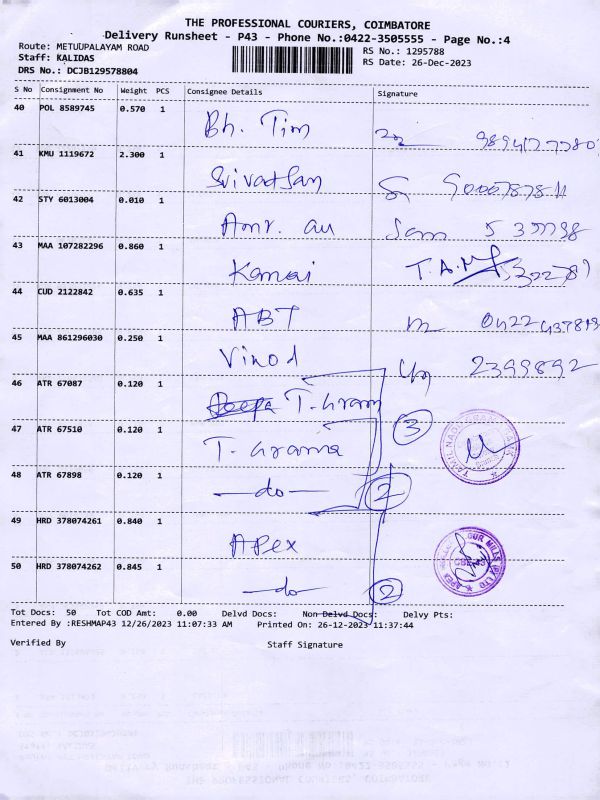 THE PROFESSIONAL COURIERS, COIMBATORE
Delivery Runsheet - P43 - Phone No.:0422-3505555 - Page No.:4
Route: METUUPALAYAM ROAD
RS No.: 1295788
Staff: KALIDAS
RS Date: 26-Dec-2023
DRS No.: DCJB129578804
S No Consignment No Weight PCS Consignee Details Signature
40 POL 8589745 0.570 1 Bh. Tim
41 KMU 1119672 2.300 1 Srivatsan
42 STY 6013004 0.010 1
43 MAA 107282296 0.860 1
44 CUD 2122842 0.635 1 ABT
45 MAA 861296030 0.250 1 Vinod 2399892
46 ATR 67087 0.120 1 3
47 ATR 67510 0.120 1 T. Grama
48 ATR 67898 0.120 1 -do- 2
49 HRD 378074261 0.840 1 Apex
50 HRD 378074262 0.845 1 -do- 2
Tot Docs: 50 Tot COD Amt: 0.00 Delvd Docs: Non Delvd Docs: Delvy Pts:
Entered By :RESHMAP43 12/26/2023 11:07:33 AM Printed On: 26-12-2023 11:37:44
Verified By Staff Signature